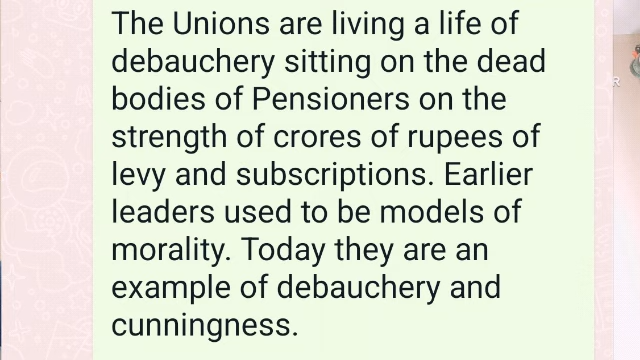 The Unions are living a life of
debauchery sitting on the dead
bodies of Pensioners on the
strength of crores of rupees of
levy and subscriptions. Earlier
leaders used to be models of
morality. Today they are an
example of debauchery and
cunningness.
R